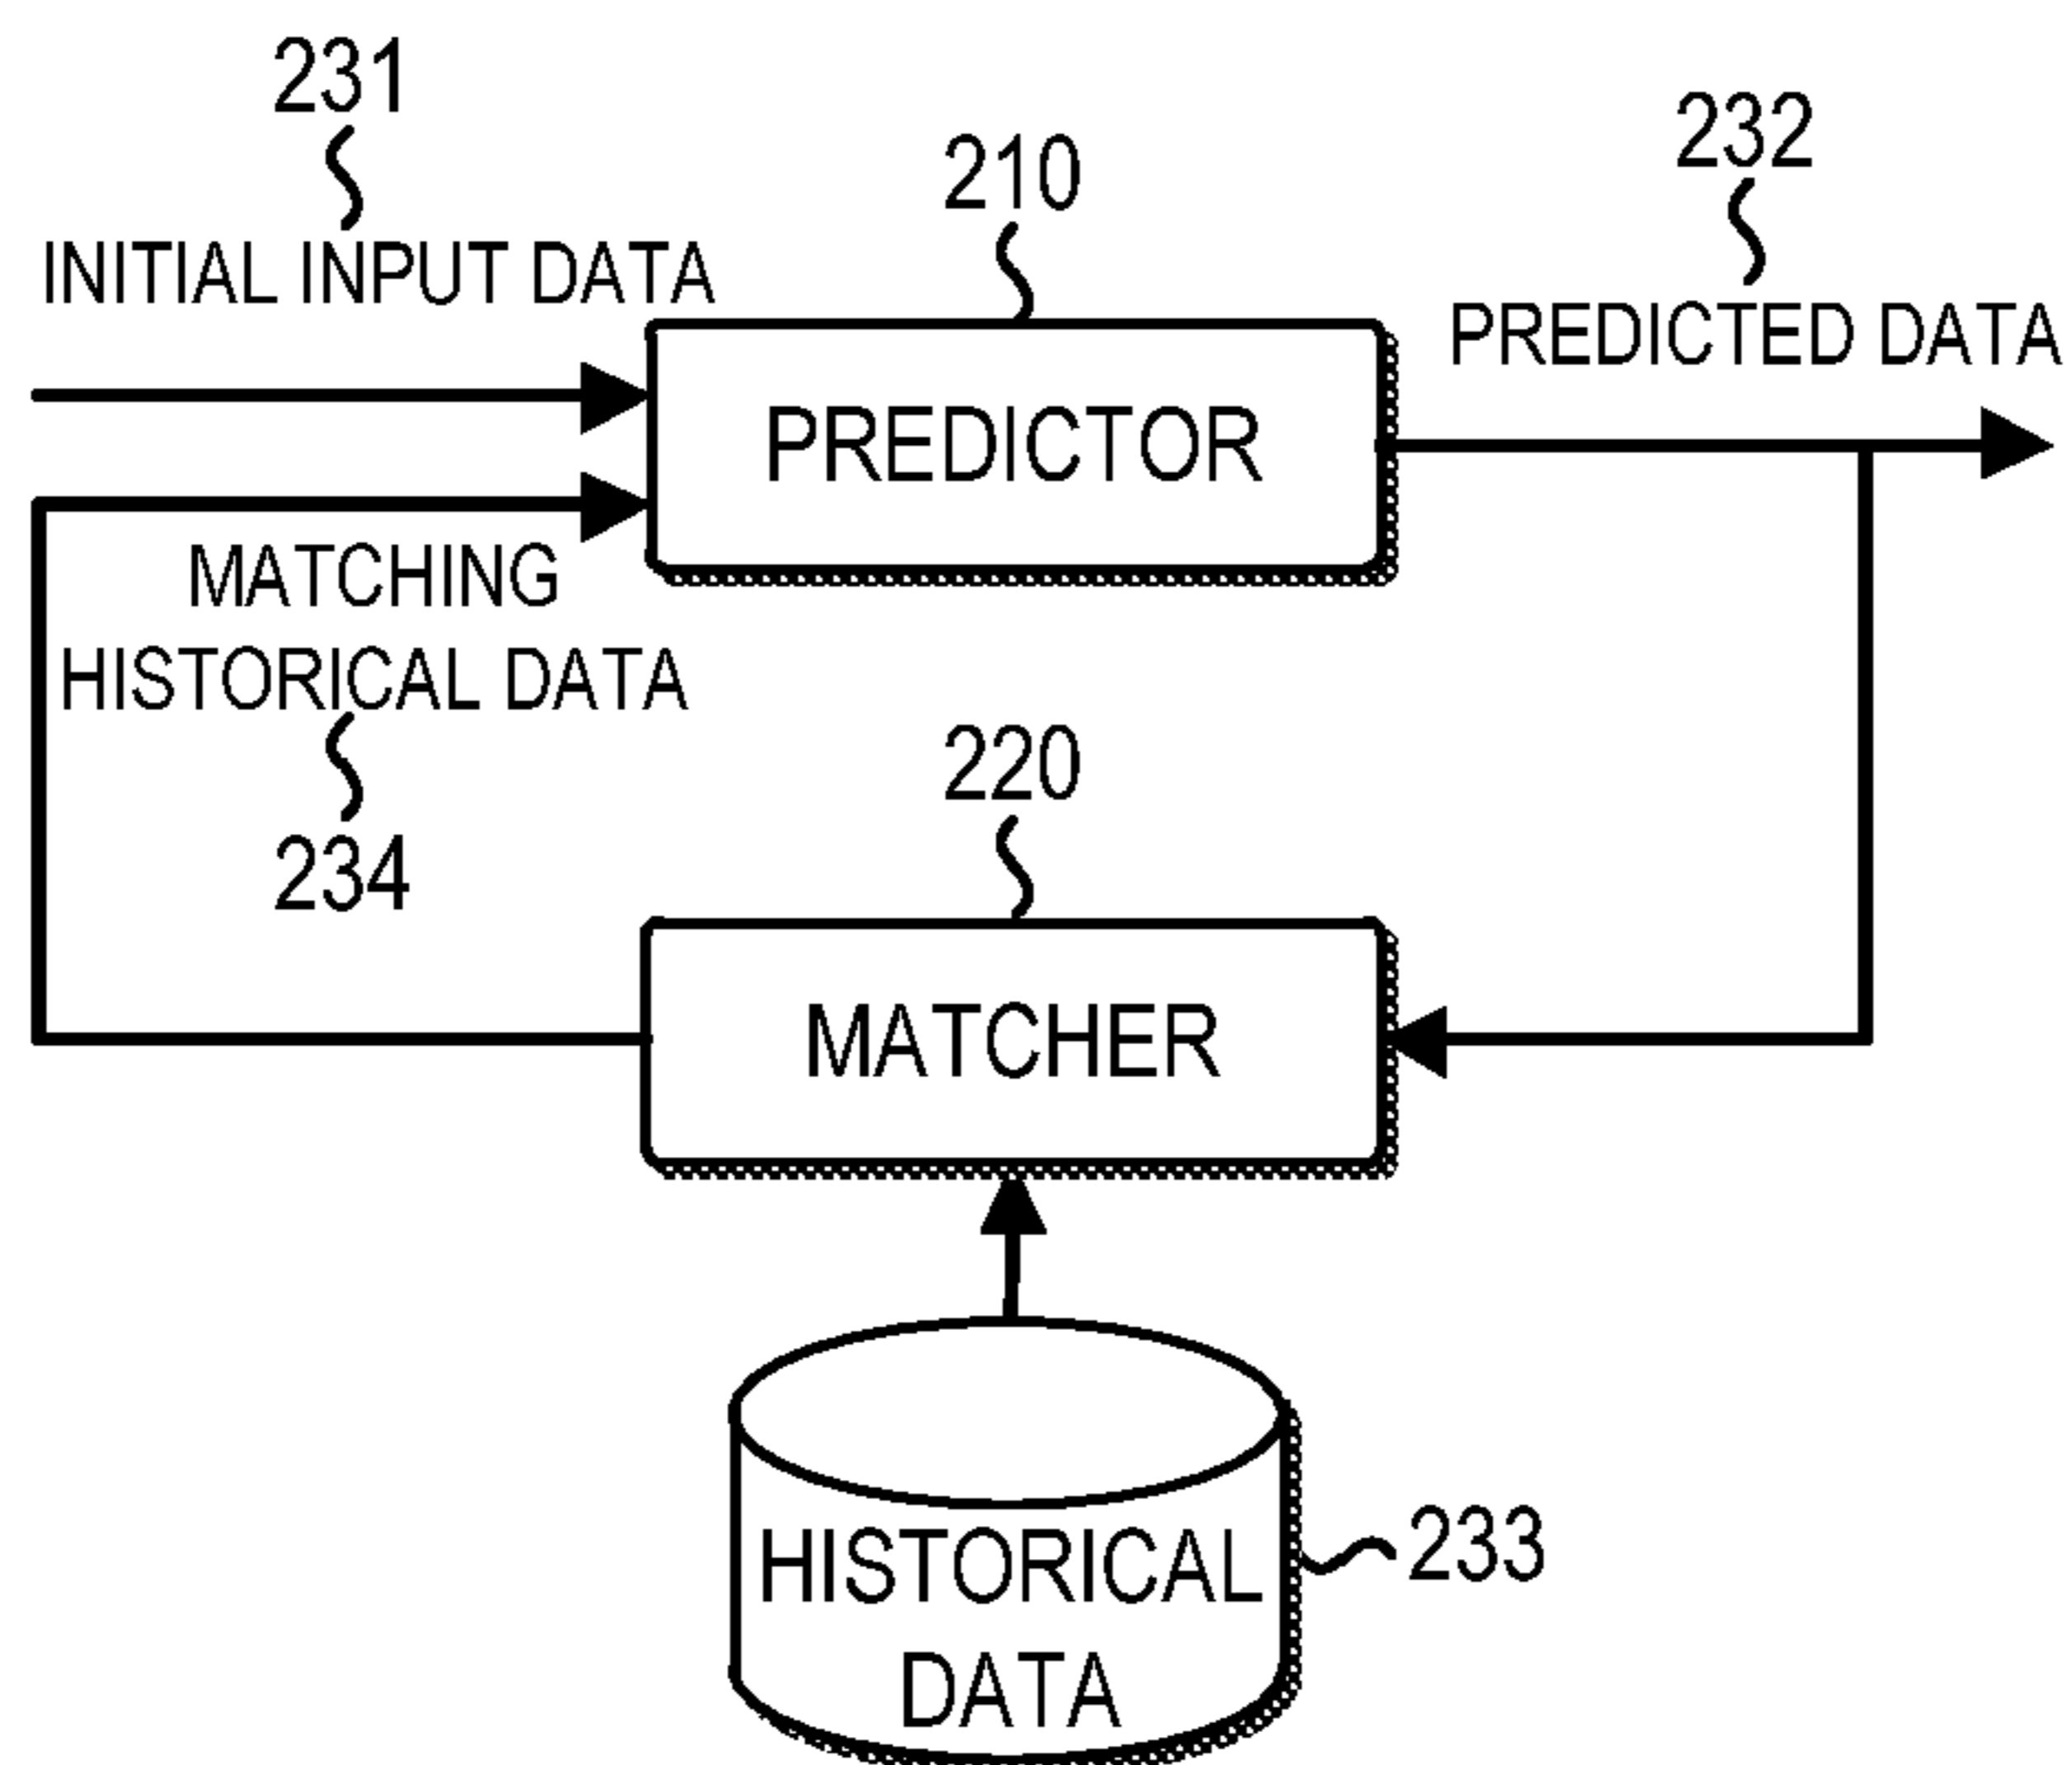 231
INITIAL INPUT DATA
210
232
PREDICTED DATA
PREDICTOR
MATCHING
HISTORICAL DATA
234
220
MATCHER
HISTORICAL
DATA
233